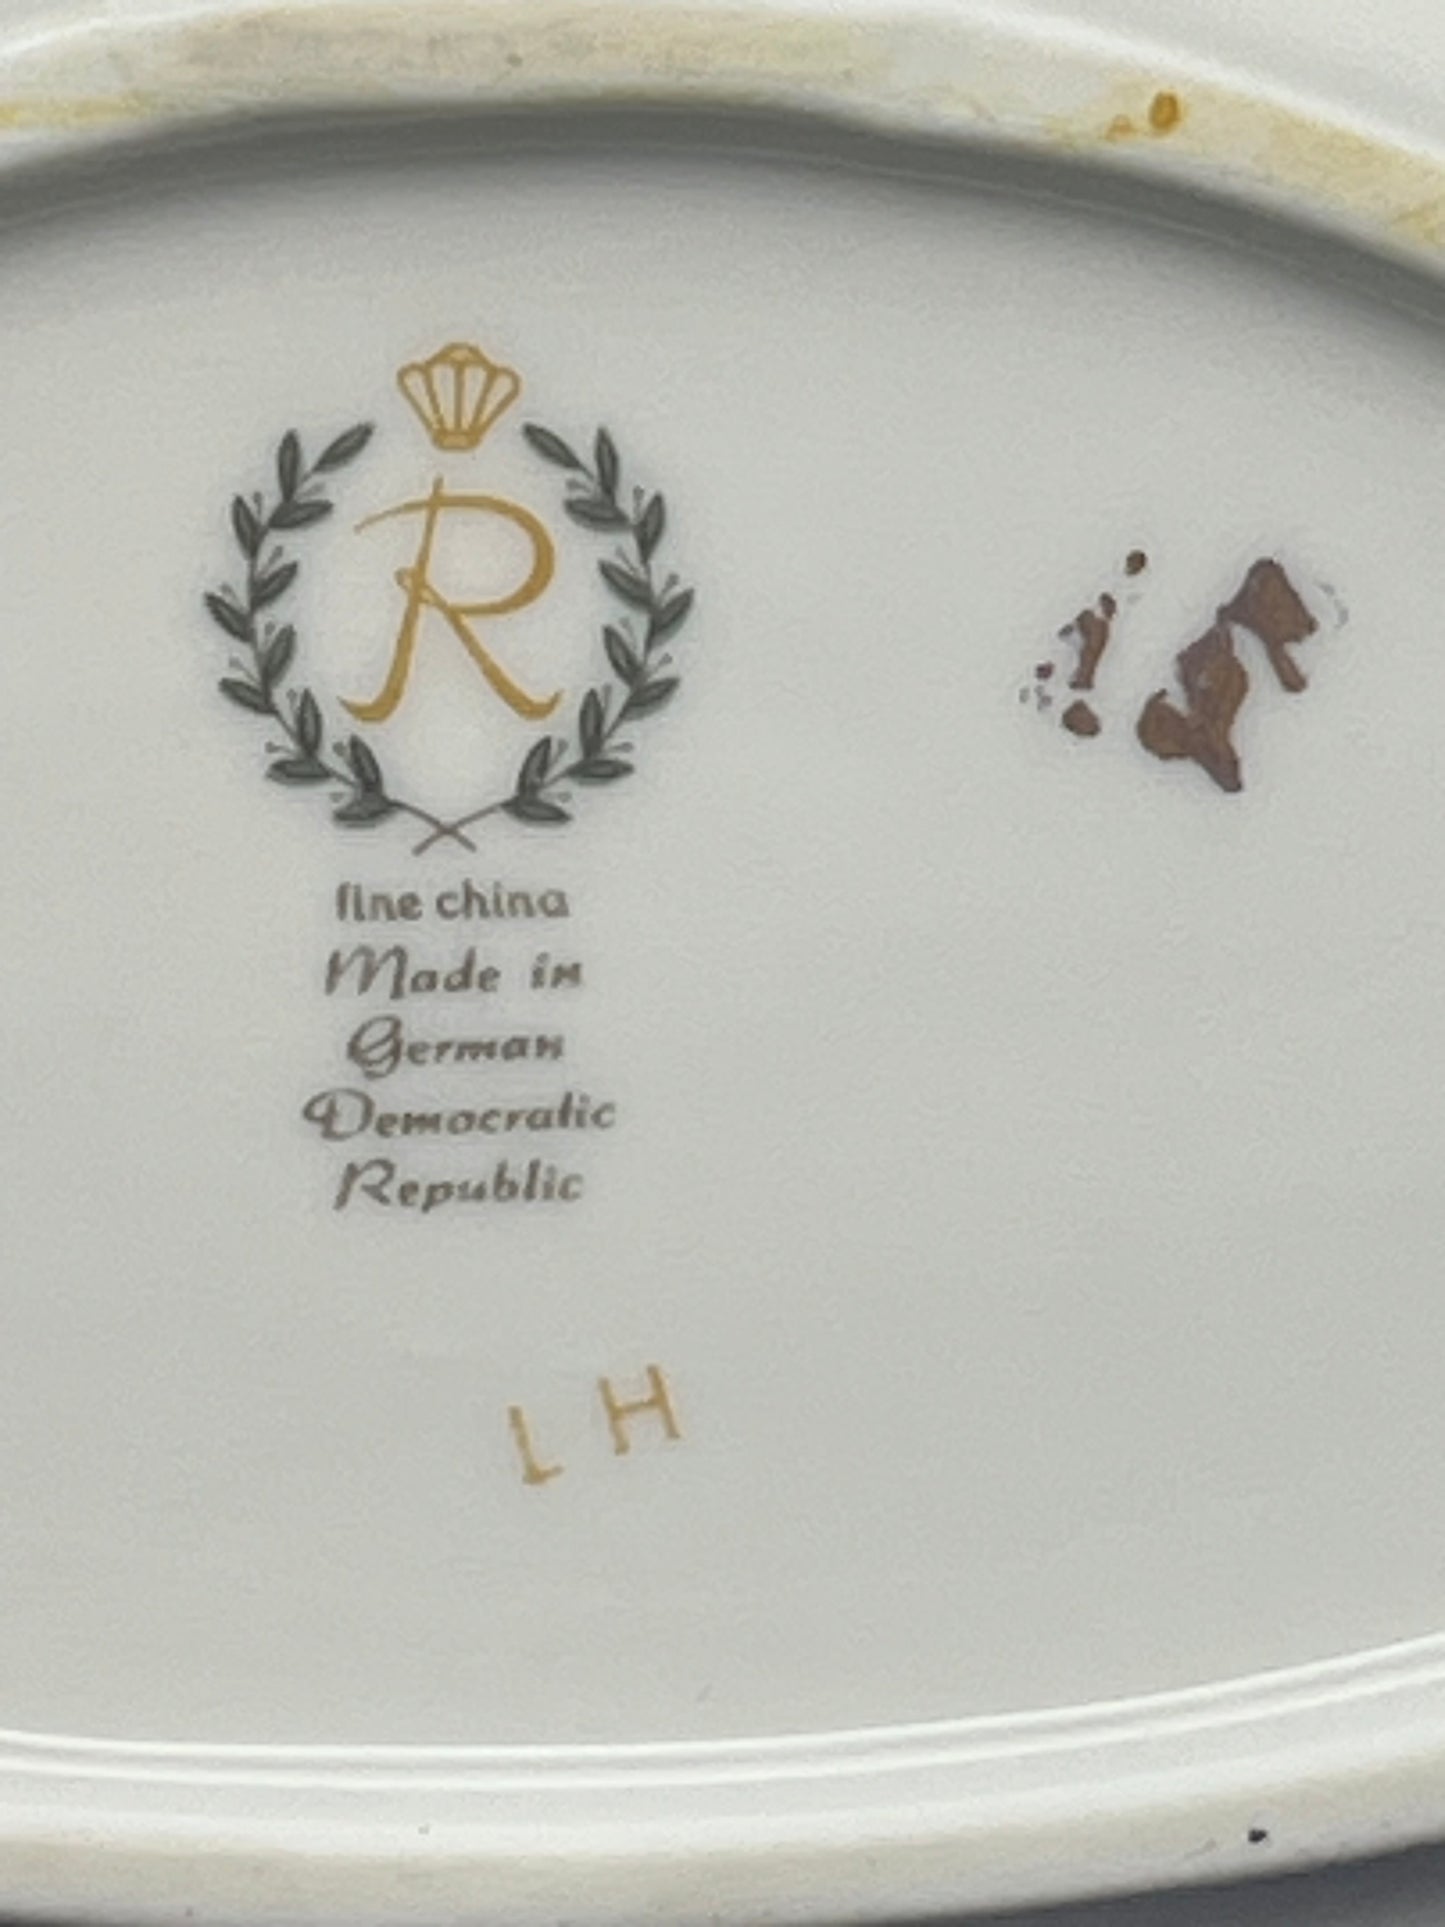 R
fine china
Made in
German
Democratic
Republic
1 H